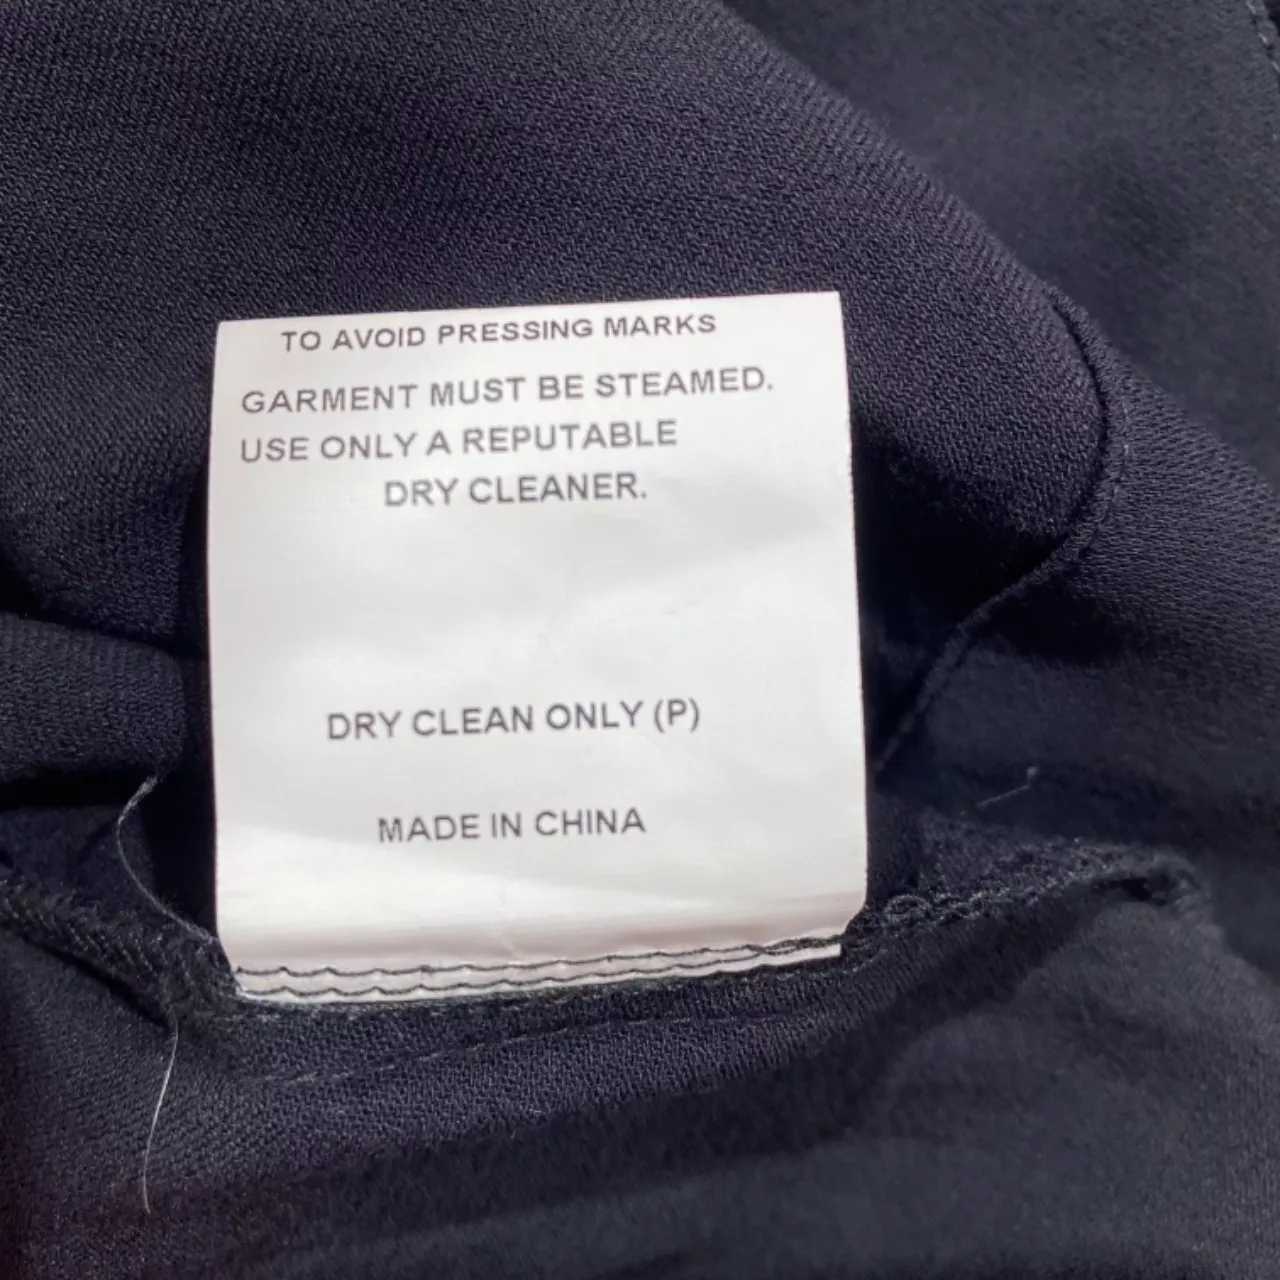 TO AVOID PRESSING MARKS
GARMENT MUST BE STEAMED.
USE ONLY A REPUTABLE
DRY CLEANER.
DRY CLEAN ONLY (P)
MADE IN CHINA